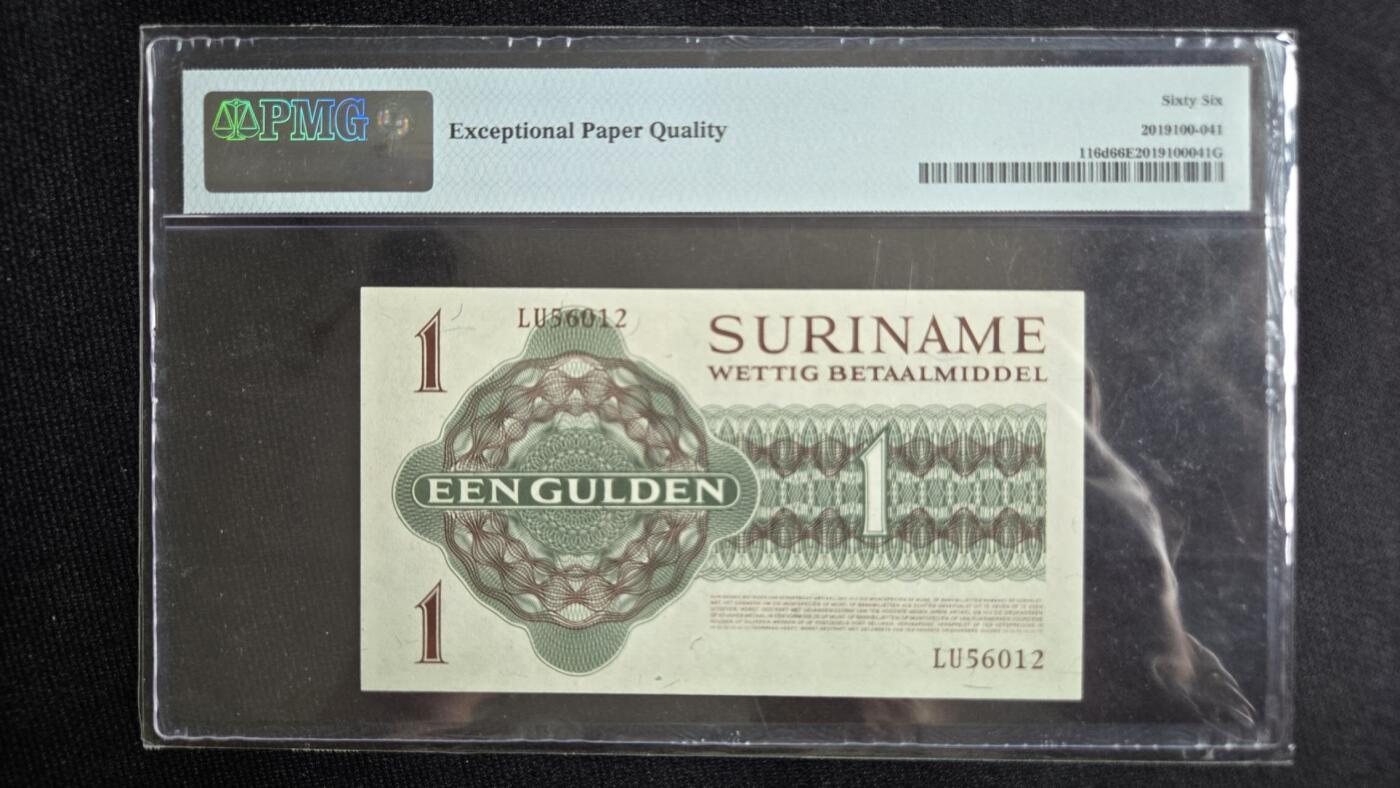 PMG
Exceptional Paper Quality
Sixty Six
2019100-041
116d66E2019100041G
1
LU56012
SURINAME
WETTIG BETAALMIDDEL
EEN GULDEN
1
1
LU56012